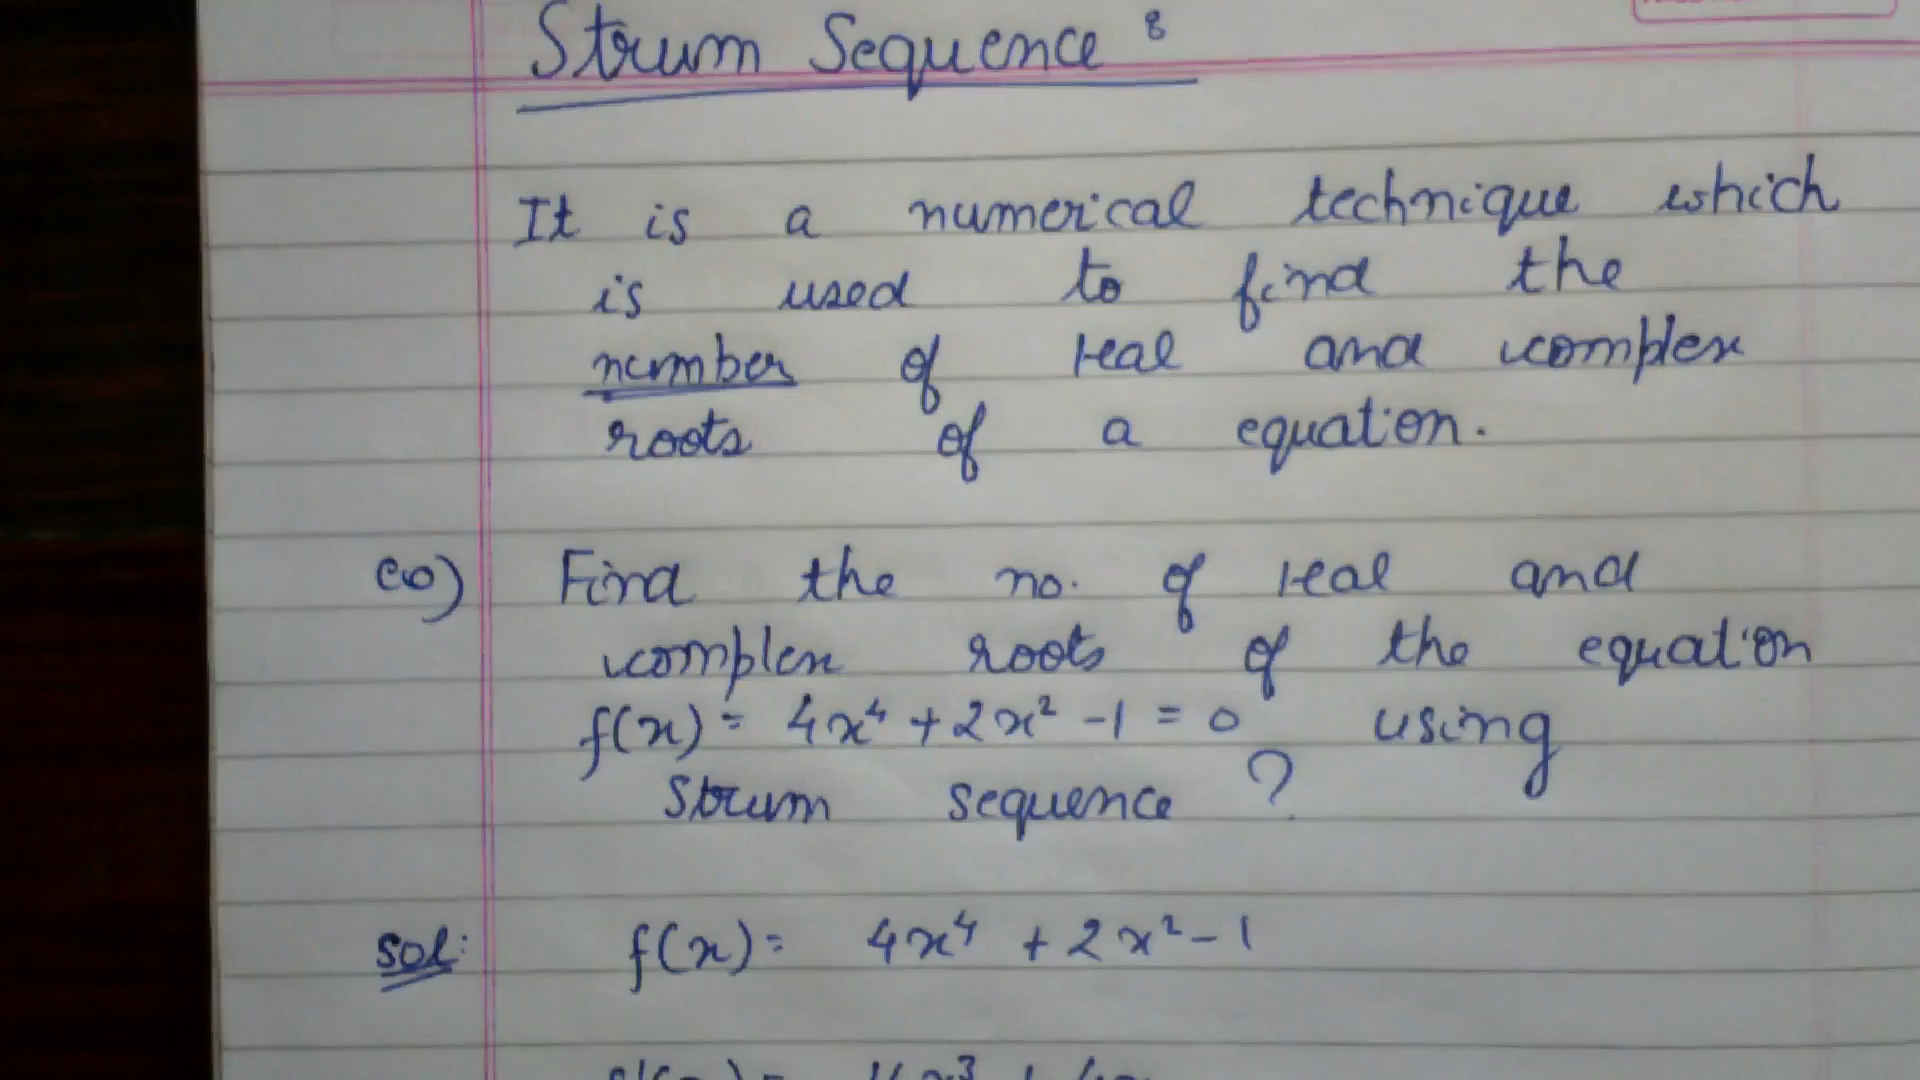 Strum Sequence :
It is a numerical technique which
is used to find the
number of real and complex
roots of a equation.
eg) Find the no. of real and
complex roots of the equation
f(x) = 4x⁴ + 2x² - 1 = 0 using
Strum sequence ?
Sol: f(x) = 4x⁴ + 2x² - 1